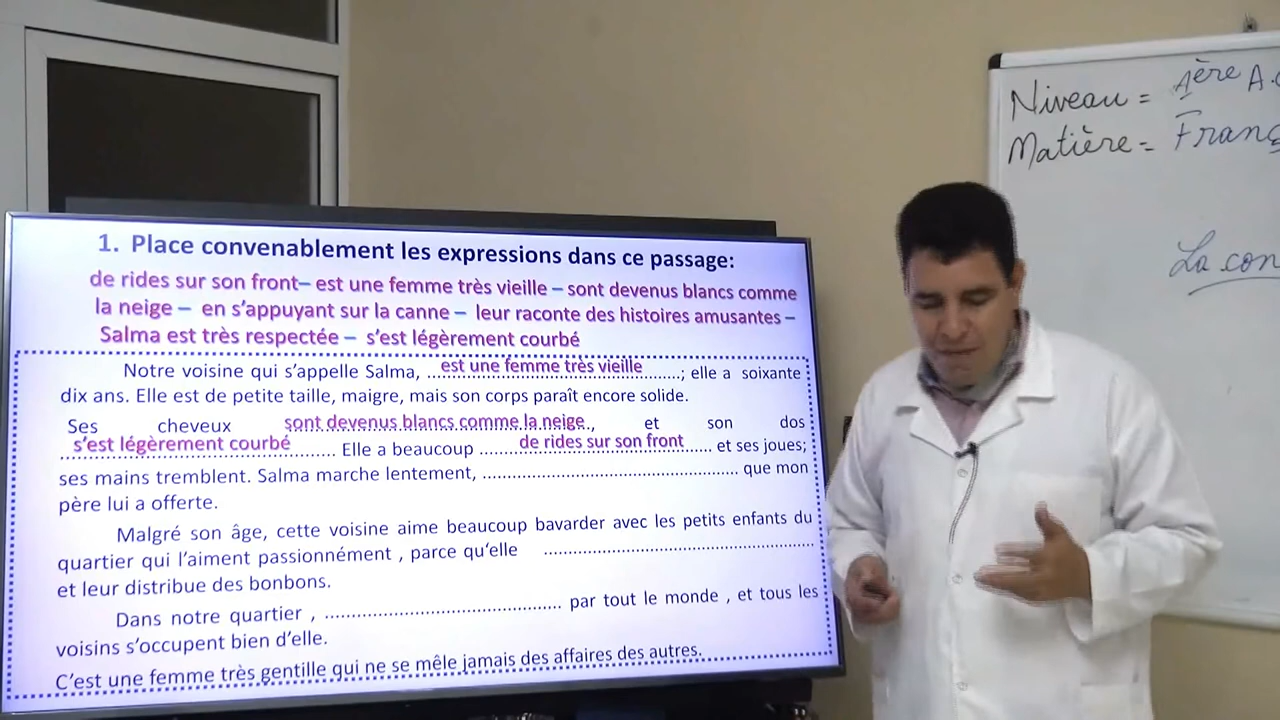 Niveau = 1ère A.
Matière =
La
1. Place convenablement les expressions dans ce passage:
de rides sur son front– est une femme très vieille – sont devenus blancs comme
la neige – en s'appuyant sur la canne – leur raconte des histoires amusantes –
Salma est très respectée – s'est légèrement courbé
Notre voisine qui s'appelle Salma, ...est une femme très vieille......; elle a soixante
dix ans. Elle est de petite taille, maigre, mais son corps paraît encore solide.
Ses cheveux sont devenus blancs comme la neige., et son dos
s'est légèrement courbé ........ Elle a beaucoup ........ de rides sur son front ...... et ses joues;
ses mains tremblent. Salma marche lentement, ................................................ que mon
père lui a offerte.
Malgré son âge, cette voisine aime beaucoup bavarder avec les petits enfants du
quartier qui l'aiment passionnément , parce qu'elle ................................................
et leur distribue des bonbons.
Dans notre quartier , ............................................ par tout le monde , et tous les
voisins s'occupent bien d'elle.
C'est une femme très gentille qui ne se mêle jamais des affaires des autres.